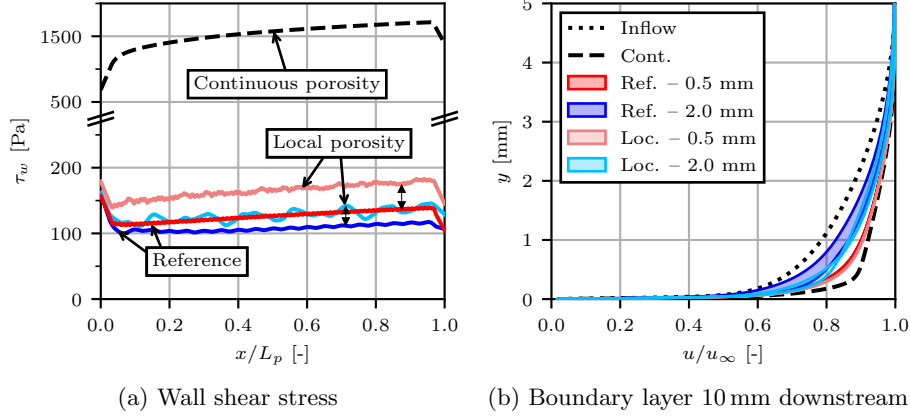 1500
500
200
100
0
τw [Pa]
Continuous porosity
Local porosity
Reference
0.0 0.2 0.4 0.6 0.8 1.0
x/Lp [-]
(a) Wall shear stress
5
4
3
2
1
0
y [mm]
Inflow
Cont.
Ref. – 0.5 mm
Ref. – 2.0 mm
Loc. – 0.5 mm
Loc. – 2.0 mm
0.0 0.2 0.4 0.6 0.8 1.0
u/u∞ [-]
(b) Boundary layer 10 mm downstream